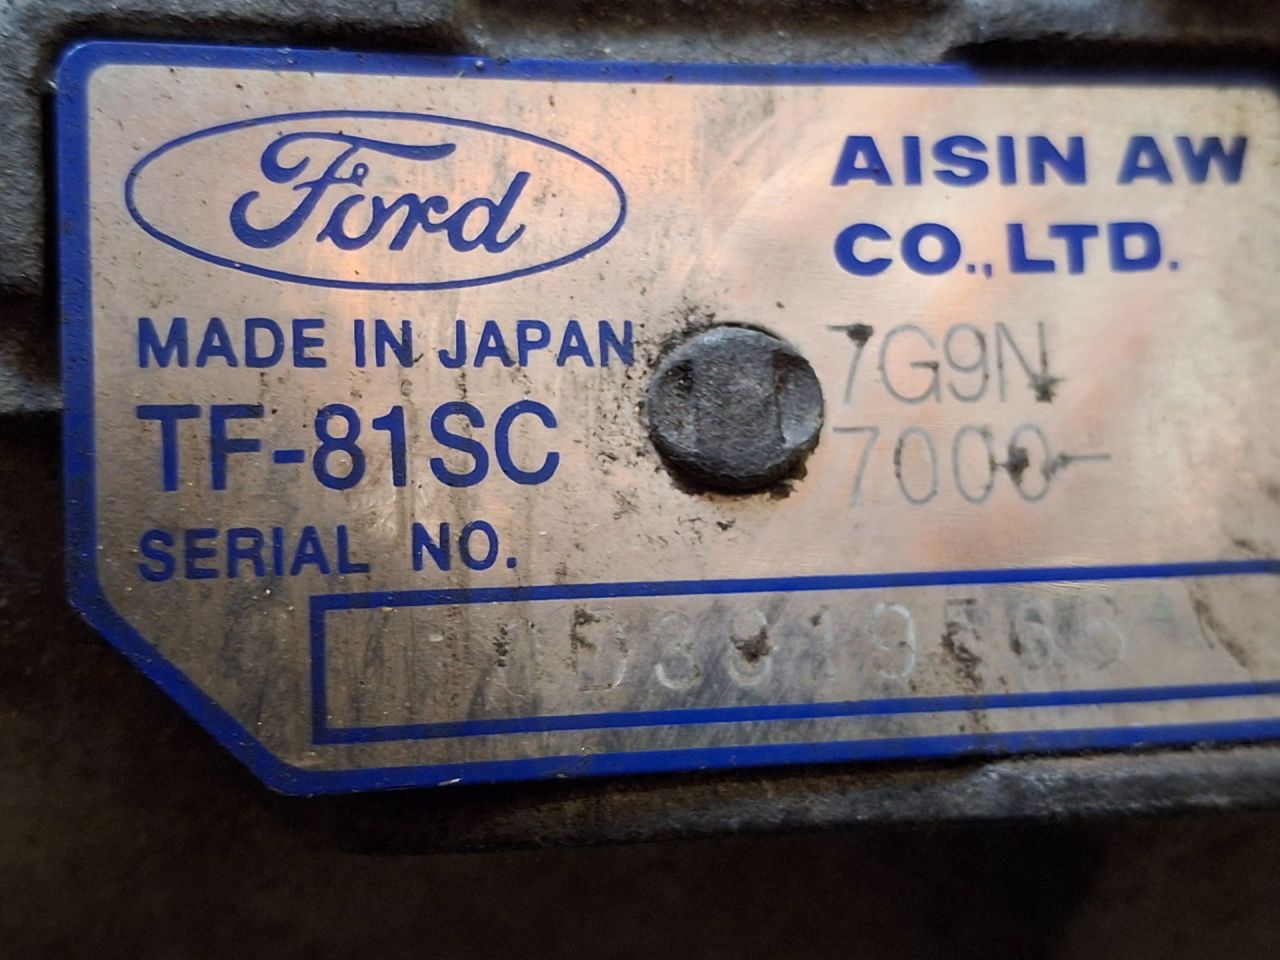 Ford
AISIN AW
CO., LTD.
MADE IN JAPAN
7G9N
TF-81SC
7000-
SERIAL NO.